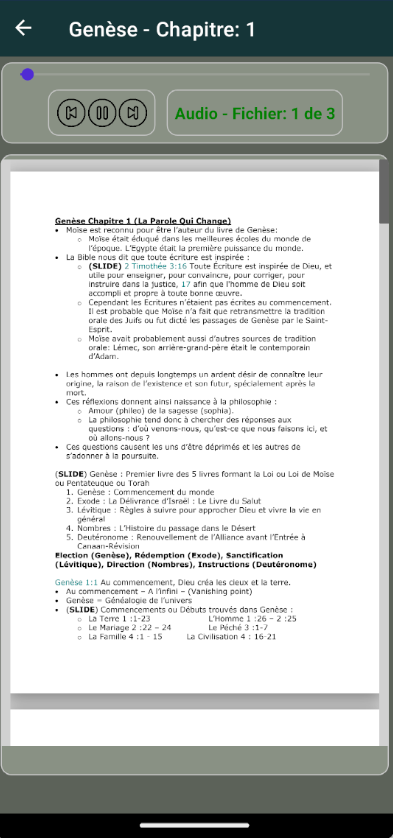 Genèse - Chapitre: 1
Audio - Fichier: 1 de 3
Genèse Chapitre 1 (La Parole Qui Change)
• Moïse est reconnu pour être l'auteur du livre de Genèse:
o Moïse était éduqué dans les meilleures écoles du monde de
l'époque. L'Egypte était la première puissance du monde.
• La Bible nous dit que toute écriture est inspirée :
o (SLIDE) 2 Timothée 3:16 Toute Écriture est inspirée de Dieu, et
utile pour enseigner, pour convaincre, pour corriger, pour
instruire dans la justice, 17 afin que l'homme de Dieu soit
accompli et propre à toute bonne œuvre.
o Cependant les Ecritures n'étaient pas écrites au commencement.
Il est probable que Moïse n'a fait que retransmettre la tradition
orale des Juifs ou fut dicté les passages de Genèse par le Saint-
Esprit.
o Moïse avait probablement aussi d'autres sources de tradition
orale: Lémec, son arrière-grand-père était le contemporain
d'Adam.
• Les hommes ont depuis longtemps un ardent désir de connaître leur
origine, la raison de l'existence et son futur, spécialement après la
mort.
• Ces réflexions donnent ainsi naissance à la philosophie :
o Amour (phileo) de la sagesse (sophia).
o La philosophie tend donc à chercher des réponses aux
questions : d'où venons-nous, qu'est-ce que nous faisons ici, et
où allons-nous ?
• Ces questions causent les uns d'être déprimés et les autres de
s'adonner à la poursuite.
(SLIDE) Genèse : Premier livre des 5 livres formant la Loi ou Loi de Moïse
ou Pentateuque ou Torah
1. Genèse : Commencement du monde
2. Exode : La Délivrance d'Israël : Le Livre du Salut
3. Lévitique : Règles à suivre pour approcher Dieu et vivre la vie en
général
4. Nombres : L'Histoire du passage dans le Désert
5. Deutéronome : Renouvellement de l'Alliance avant l'Entrée à
Canaan-Révision
Election (Genèse), Rédemption (Exode), Sanctification
(Lévitique), Direction (Nombres), Instructions (Deutéronome)
Genèse 1:1 Au commencement, Dieu créa les cieux et la terre.
• Au commencement – A l'infini – (Vanishing point)
• Genèse = Généalogie de l'univers
• (SLIDE) Commencements ou Débuts trouvés dans Genèse :
o La Terre 1 :1-23 L'Homme 1 :26 – 2 :25
o Le Mariage 2 :22 – 24 Le Péché 3 :1-7
o La Famille 4 :1 - 15 La Civilisation 4 : 16-21